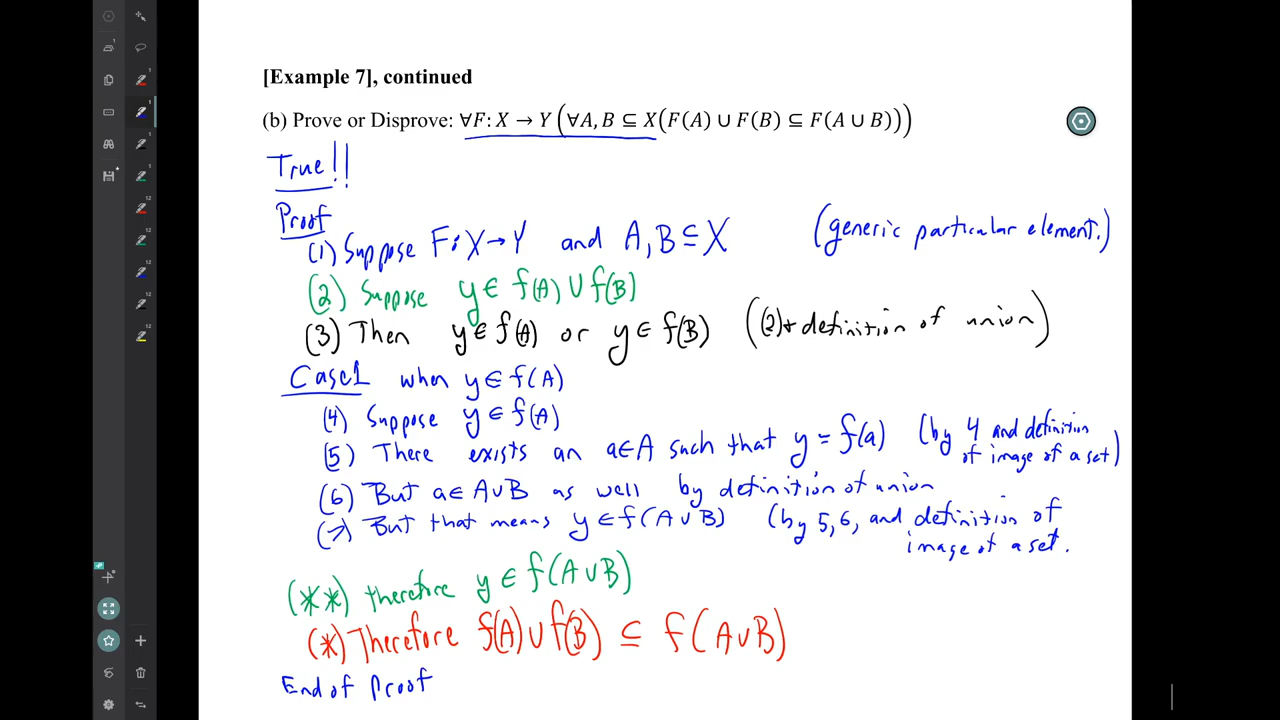 [Example 7], continued
(b) Prove or Disprove: ∀F: X → Y (∀A, B ⊆ X(F(A) ∪ F(B) ⊆ F(A ∪ B)))
True!!
Proof
(1) Suppose F: X→Y and A, B ⊆ X (generic particular element.)
(2) Suppose y ∈ f(A) ∪ f(B)
(3) Then y ∈ f(A) or y ∈ f(B) ((2)+ definition of union)
Case 1 when y ∈ f(A)
(4) Suppose y ∈ f(A)
(5) There exists an a∈A such that y = f(a) (by 4 and definition
of image of a set)
(6) But a ∈ A∪B as well by definition of union
(7) But that means y ∈ f(A∪B) (by 5, 6, and definition of
image of a set.
(**) therefore y ∈ f(A∪B)
(*) Therefore f(A) ∪ f(B) ⊆ f(A∪B)
End of Proof